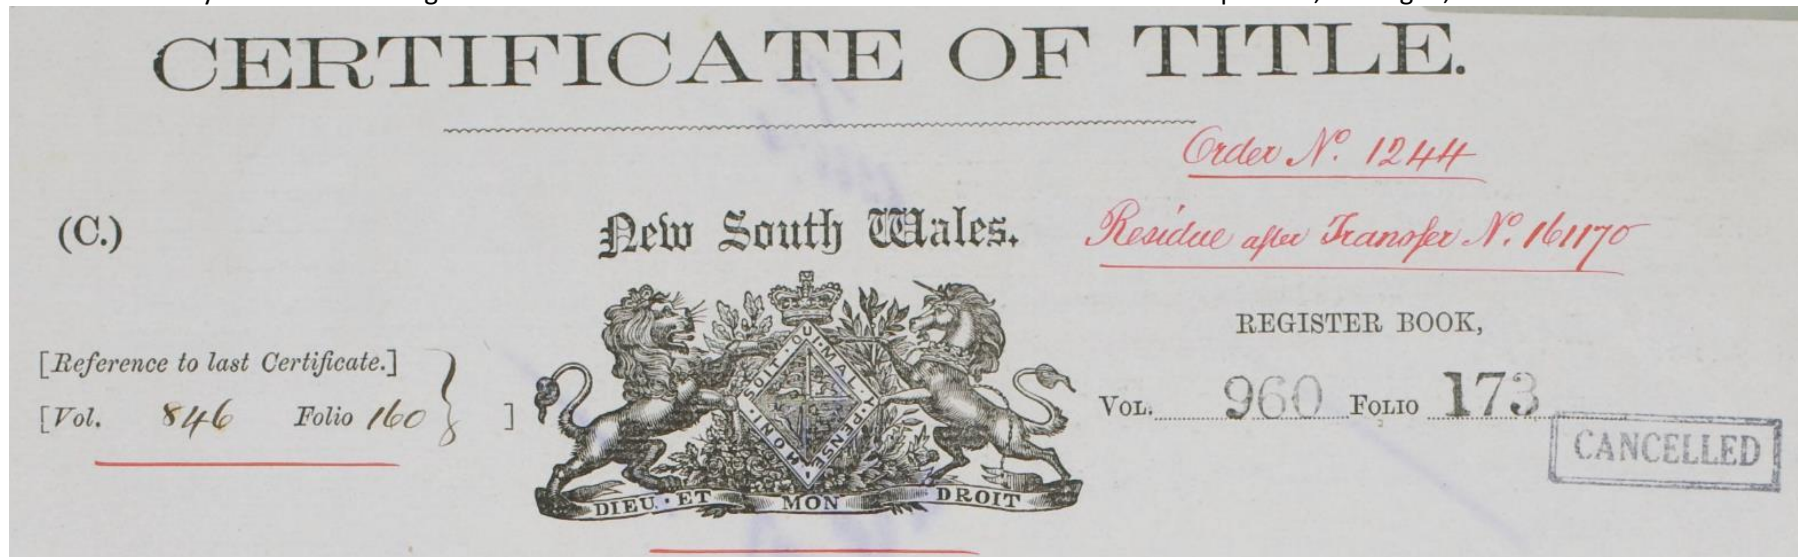 CERTIFICATE OF TITLE.
Order No. 1244
(C.)
New South Wales.
Residue after Transfer No. 161170
REGISTER BOOK,
[Reference to last Certificate.]
[Vol. 846 Folio 160 ]
VOL. 960 FOLIO 173
CANCELLED
SOIT · QUI · MAL · Y · PENSE · HONI
DIEU · ET MON DROIT